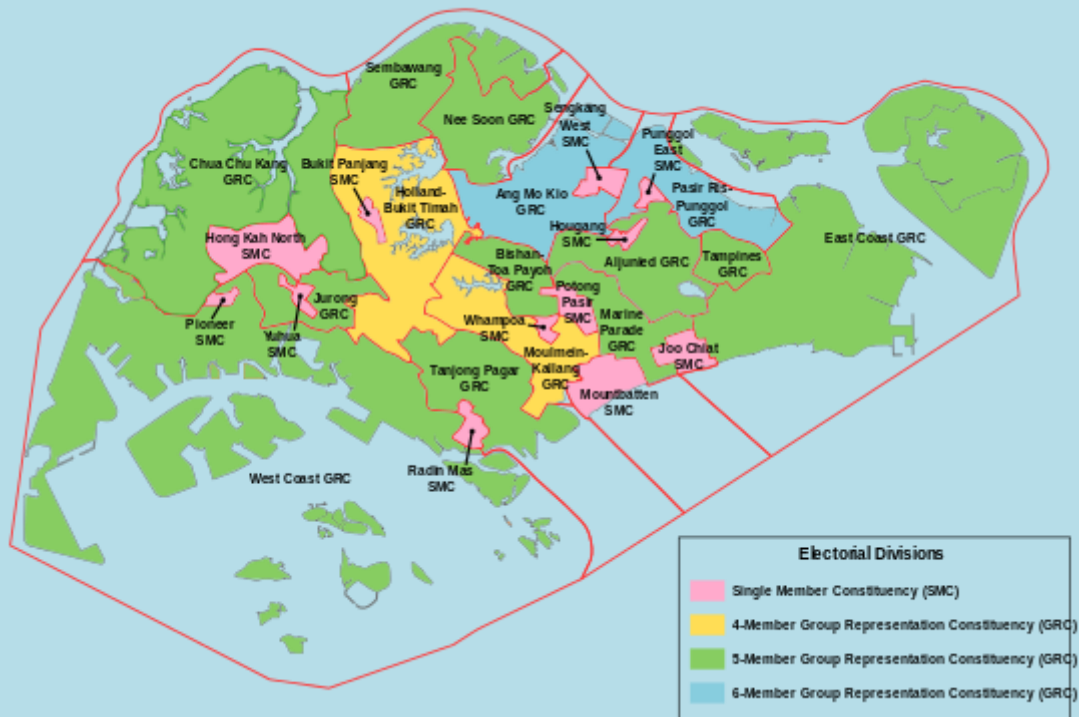 Sembawang
GRC
Nee Soon GRC
Sengkang
West
SMC
Punggol
East
SMC
Chua Chu Kang
GRC
Bukit Panjang
SMC
Holland-
Bukit Timah
GRC
Ang Mo Kio
GRC
Pasir Ris-
Punggol
GRC
Hougang
SMC
Hong Kah North
SMC
East Coast GRC
Bishan-
Toa Payoh
GRC
Aljunied GRC
Tampines
GRC
Potong
Pasir
SMC
Jurong
GRC
Pioneer
SMC
Yuhua
SMC
Whampoa
SMC
Marine
Parade
GRC
Joo Chiat
SMC
Moulmein-
Kallang
GRC
Tanjong Pagar
GRC
Mountbatten
SMC
Radin Mas
SMC
West Coast GRC
Electorial Divisions
Single Member Constituency (SMC)
4-Member Group Representation Constituency (GRC)
5-Member Group Representation Constituency (GRC)
6-Member Group Representation Constituency (GRC)